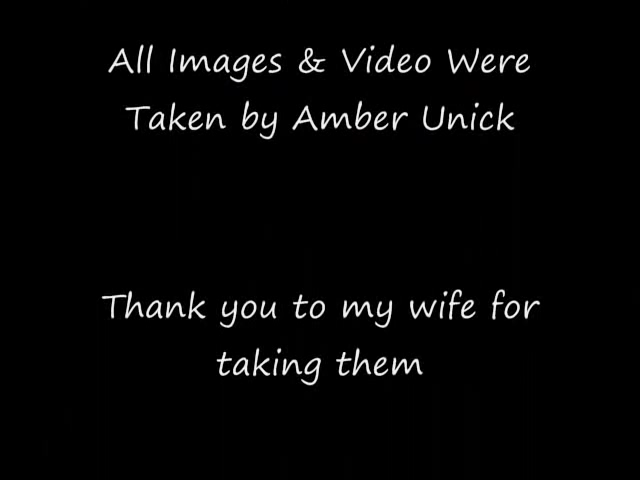 All Images & Video Were
Taken by Amber Unick
Thank you to my wife for
taking them